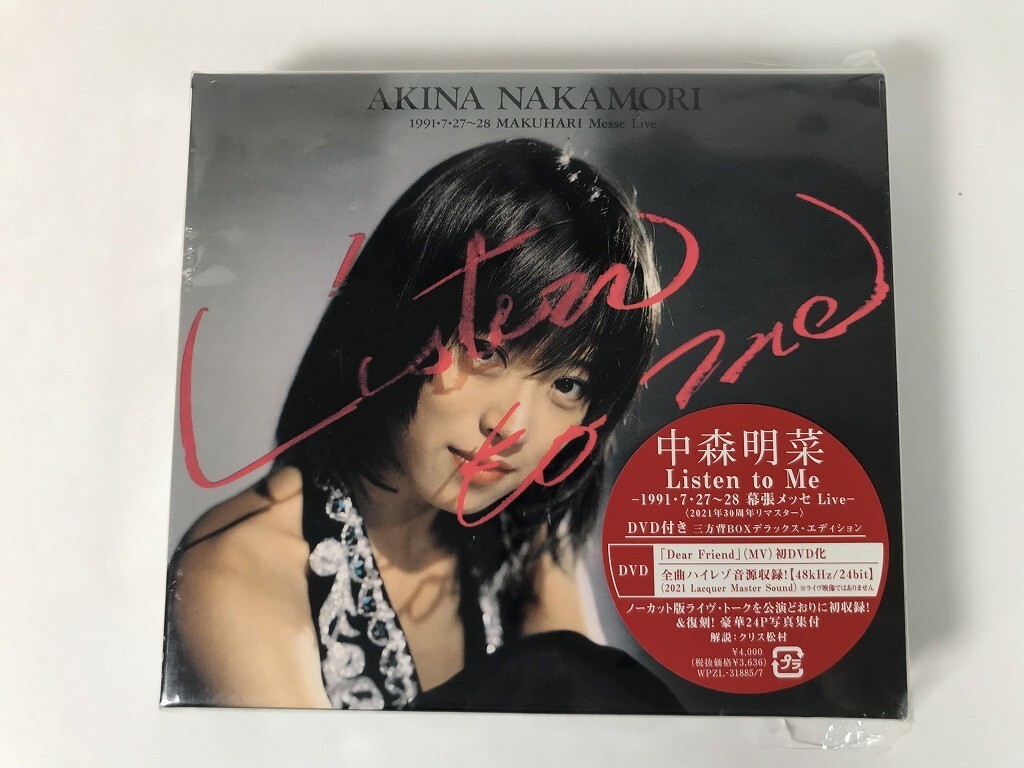 AKINA NAKAMORI
1991・7・27～28 MAKUHARI Messe Live
Listen
to me
中森明菜
Listen to Me
−1991・7・27～28 幕張メッセ Live−
〈2021年30周年リマスター〉
DVD付き 三方背BOXデラックス・エディション
DVD
「Dear Friend」(MV) 初DVD化
全曲ハイレゾ音源収録!【48kHz/24bit】
(2021 Lacquer Master Sound) ※ライヴ映像ではありません
ノーカット版ライヴ・トークを公演どおりに初収録!
&復刻! 豪華24P写真集付
解説:クリス松村
¥4,000
(税抜価格¥3,636)
WPZL-31885/7
プラ